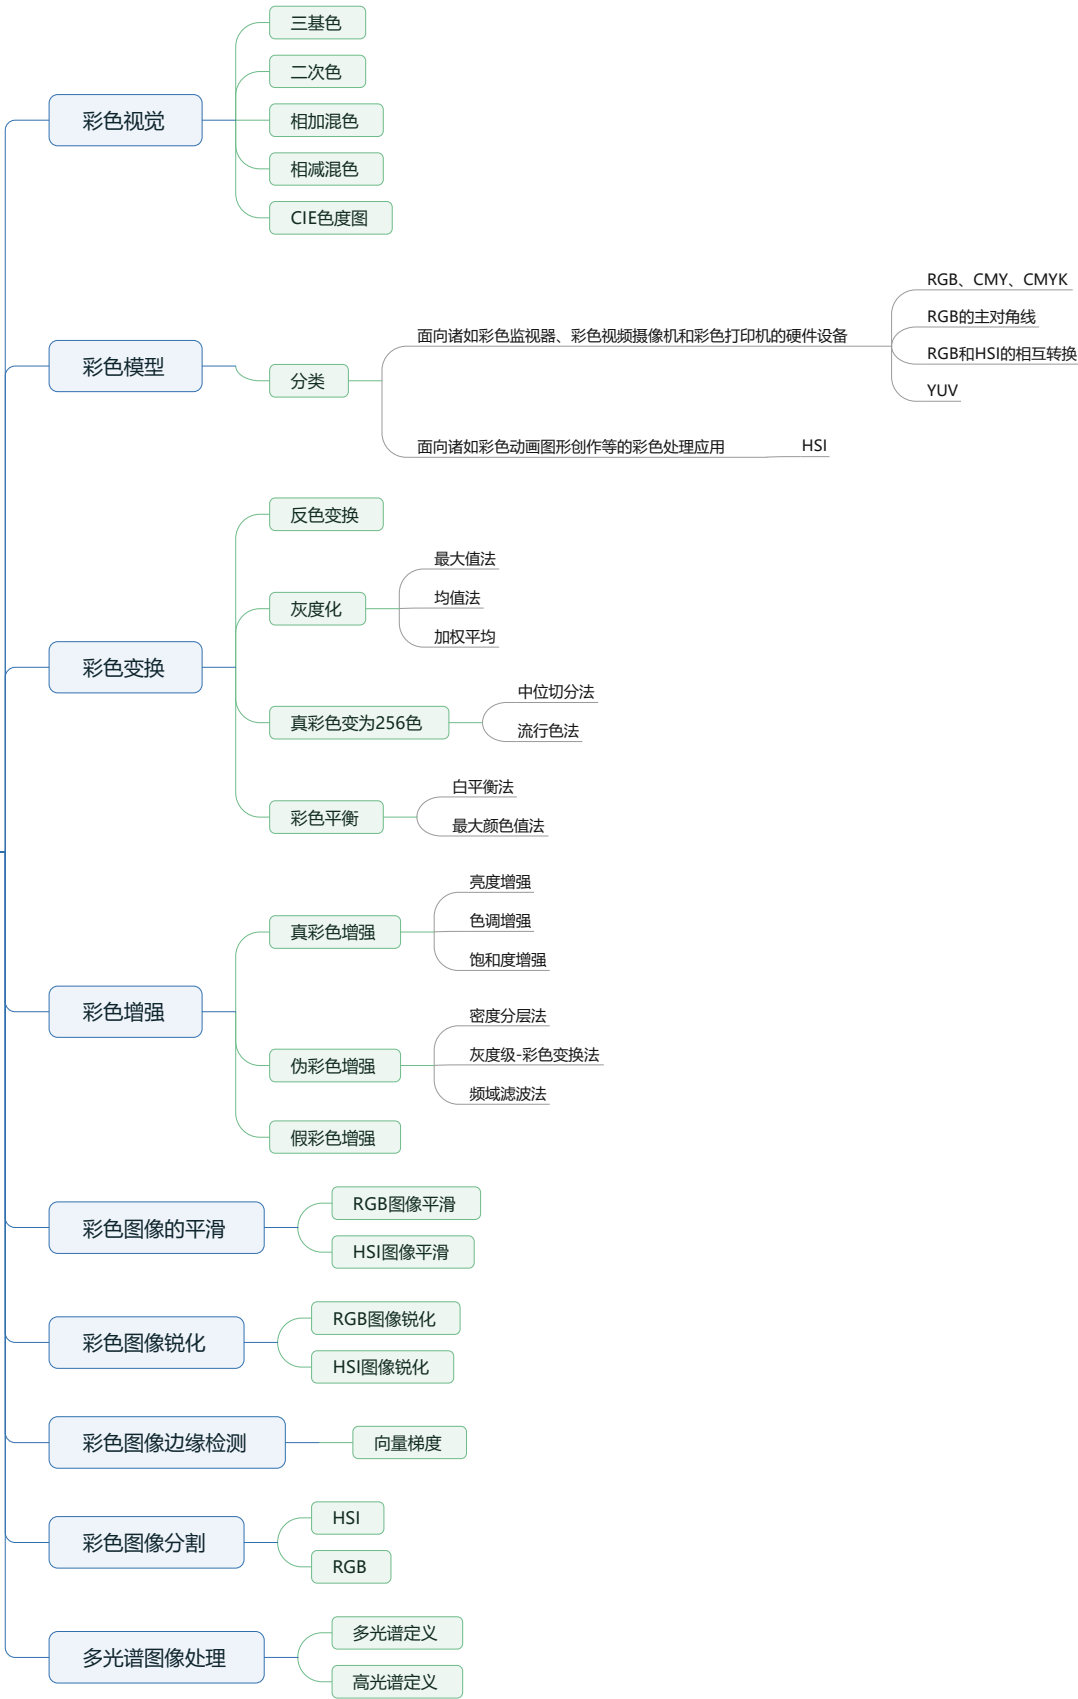 彩色视觉
三基色
二次色
相加混色
相减混色
CIE色度图
彩色模型
分类
面向诸如彩色监视器、彩色视频摄像机和彩色打印机的硬件设备
RGB、CMY、CMYK
RGB的主对角线
RGB和HSI的相互转换
YUV
面向诸如彩色动画图形创作等的彩色处理应用
HSI
彩色变换
反色变换
灰度化
最大值法
均值法
加权平均
真彩色变为256色
中位切分法
流行色法
彩色平衡
白平衡法
最大颜色值法
彩色增强
真彩色增强
亮度增强
色调增强
饱和度增强
伪彩色增强
密度分层法
灰度级-彩色变换法
频域滤波法
假彩色增强
彩色图像的平滑
RGB图像平滑
HSI图像平滑
彩色图像锐化
RGB图像锐化
HSI图像锐化
彩色图像边缘检测
向量梯度
彩色图像分割
HSI
RGB
多光谱图像处理
多光谱定义
高光谱定义